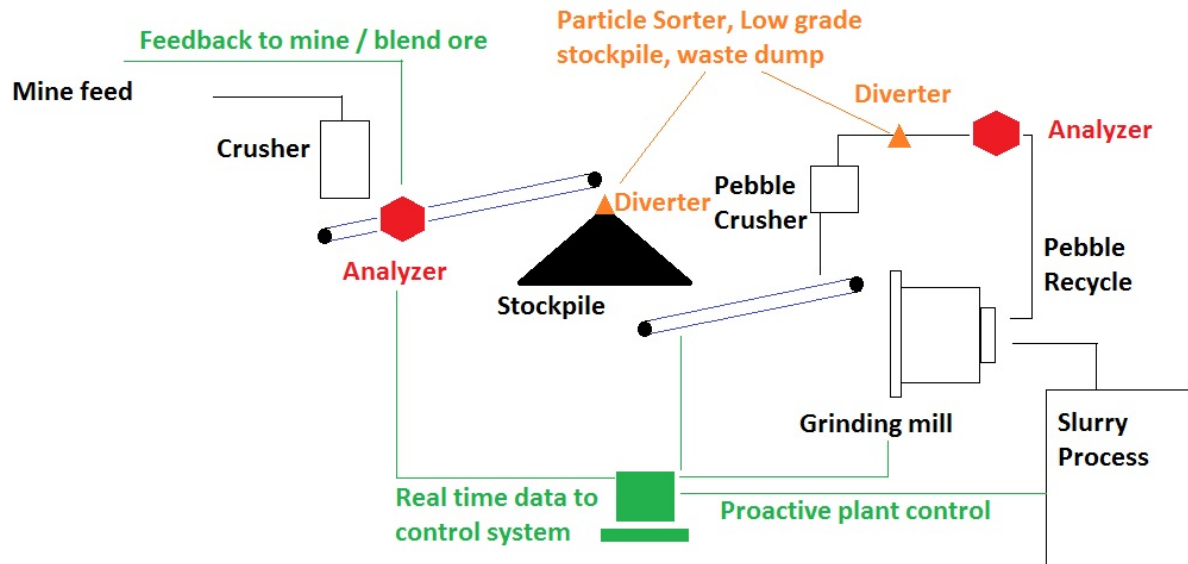 Particle Sorter, Low grade
stockpile, waste dump
Feedback to mine / blend ore
Mine feed
Diverter
Analyzer
Crusher
Pebble
Crusher
Diverter
Analyzer
Pebble
Recycle
Stockpile
Grinding mill
Slurry
Process
Real time data to
control system
Proactive plant control